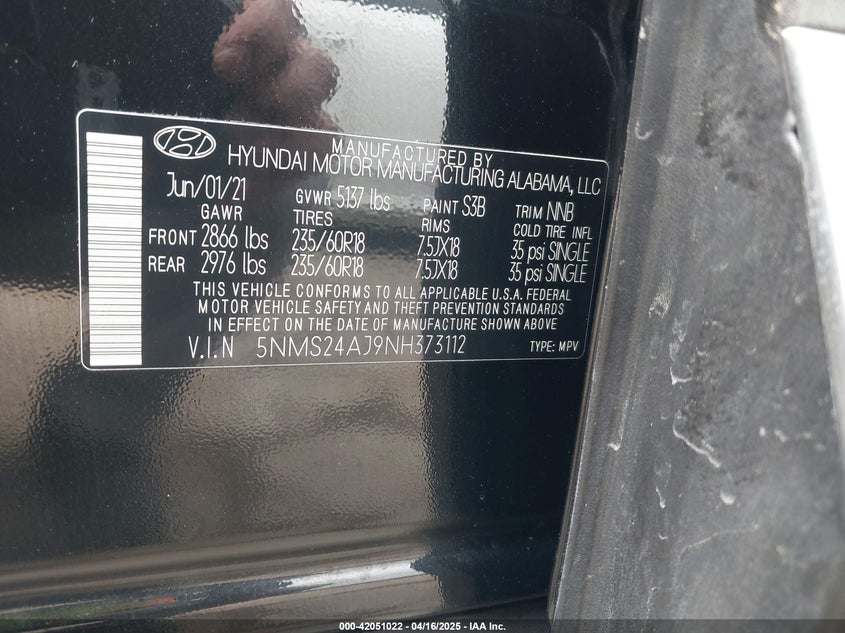 MANUFACTURED BY
HYUNDAI MOTOR MANUFACTURING ALABAMA, LLC
Jun/01/21 GVWR 5137 lbs PAINT S3B TRIM NNB
GAWR TIRES RIMS COLD TIRE INFL
FRONT 2866 lbs 235/60R18 7.5JX18 35 psi SINGLE
REAR 2976 lbs 235/60R18 7.5JX18 35 psi SINGLE
THIS VEHICLE CONFORMS TO ALL APPLICABLE U.S.A. FEDERAL
MOTOR VEHICLE SAFETY AND THEFT PREVENTION STANDARDS
IN EFFECT ON THE DATE OF MANUFACTURE SHOWN ABOVE
V.I.N 5NMS24AJ9NH373112 TYPE: MPV
000-42051022 - 04/16/2025 - IAA Inc.